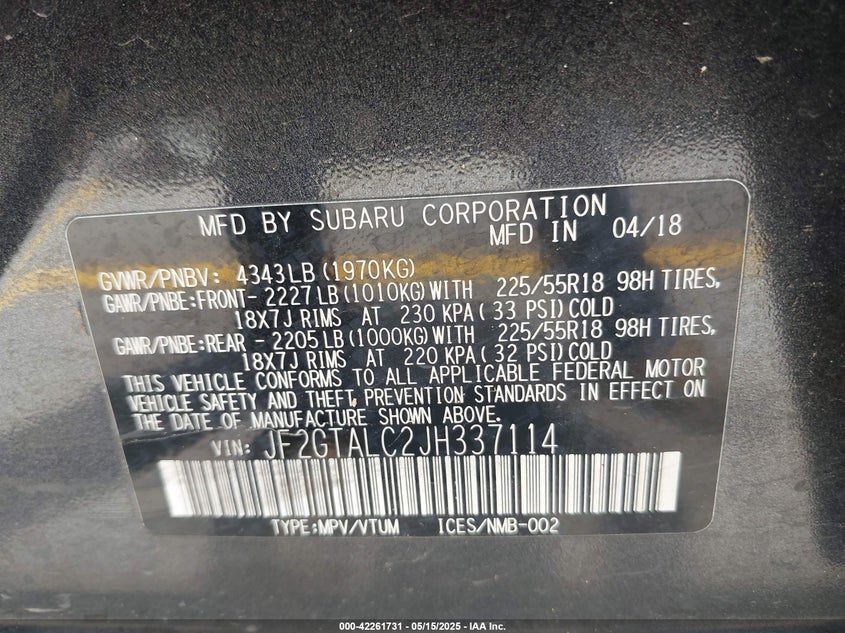 MFD BY SUBARU CORPORATION
MFD IN 04/18
GVWR/PNBV: 4343LB (1970KG)
GAWR/PNBE:FRONT- 2227LB (1010KG) WITH 225/55R18 98H TIRES,
18X7J RIMS AT 230 KPA ( 33 PSI) COLD
GAWR/PNBE:REAR - 2205LB (1000KG) WITH 225/55R18 98H TIRES,
18X7J RIMS AT 220 KPA ( 32 PSI) COLD
THIS VEHICLE CONFORMS TO ALL APPLICABLE FEDERAL MOTOR
VEHICLE SAFETY AND THEFT PREVENTION STANDARDS IN EFFECT ON
THE DATE OF MANUFACTURE SHOWN ABOVE.
VIN: JF2GTALC2JH337114
TYPE:MPV/VTUM ICES/NMB-002
000-42261731 - 05/15/2025 - IAA Inc.